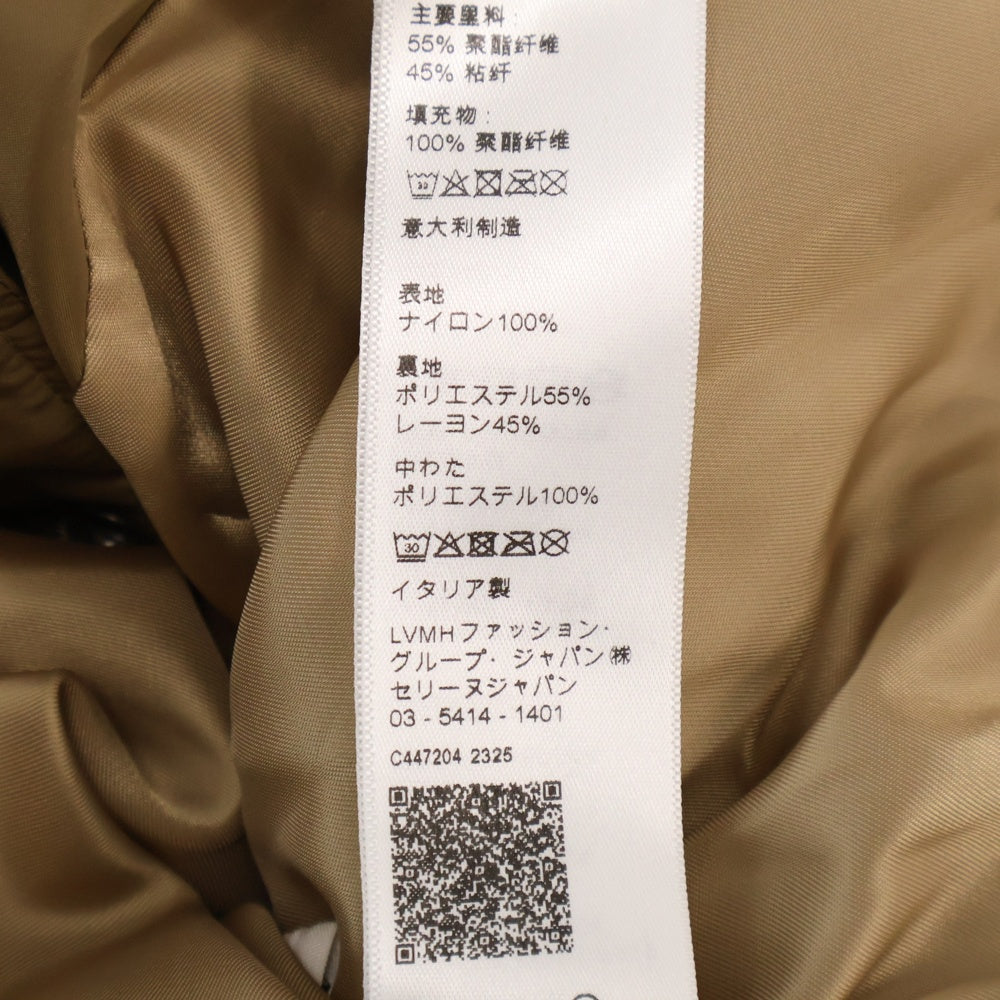 主要里料：
55% 聚酯纤维
45% 粘纤
填充物：
100% 聚酯纤维
30
意大利制造
表地
ナイロン100%
裏地
ポリエステル55%
レーヨン45%
中わた
ポリエステル100%
30
イタリア製
LVMHファッション・
グループ・ジャパン㈱
セリーヌジャパン
03 - 5414 - 1401
C447204 2325